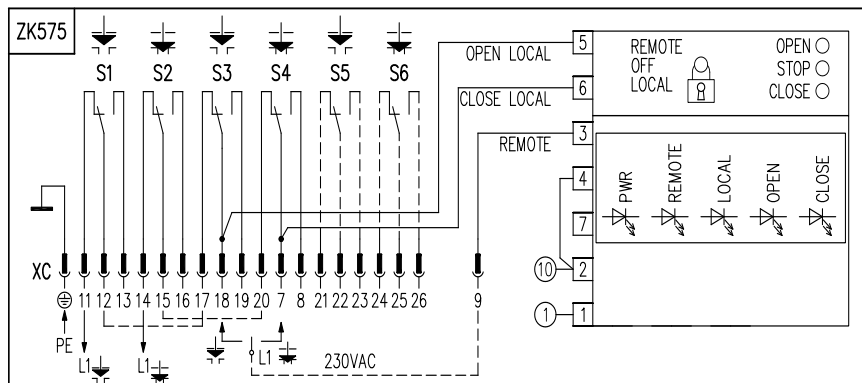 ZK575
S1 S2 S3 S4 S5 S6
OPEN LOCAL
CLOSE LOCAL
REMOTE
5
6
3
4
7
2
1
10
1
REMOTE
OFF
LOCAL
OPEN
STOP
CLOSE
PWR
REMOTE
LOCAL
OPEN
CLOSE
XC
11 12 13 14 15 16 17 18 19 20 7 8 21 22 23 24 25 26 9
PE
L1
L1
L1
230VAC